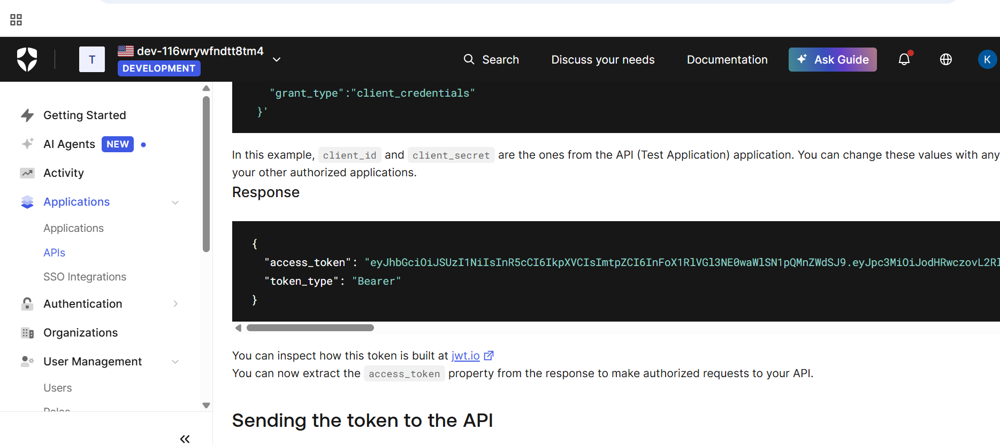 T
dev-116wrywfndtt8tm4
DEVELOPMENT
Search
Discuss your needs
Documentation
Ask Guide
K
Getting Started
AI Agents NEW
Activity
Applications
Applications
APIs
SSO Integrations
Authentication
Organizations
User Management
Users
Roles
"grant_type":"client_credentials"
}'
In this example, client_id and client_secret are the ones from the API (Test Application) application. You can change these values with any
your other authorized applications.
Response
{
"access_token": "eyJhbGciOiJSUzI1NiIsInR5cCI6IkpXVCIsImtpZCI6InFoX1RlVGl3NE0waWlSN1pQMnZWdSJ9.eyJpc3MiOiJodHRwczovL2Rl
"token_type": "Bearer"
}
You can inspect how this token is built at jwt.io
You can now extract the access_token property from the response to make authorized requests to your API.
Sending the token to the API